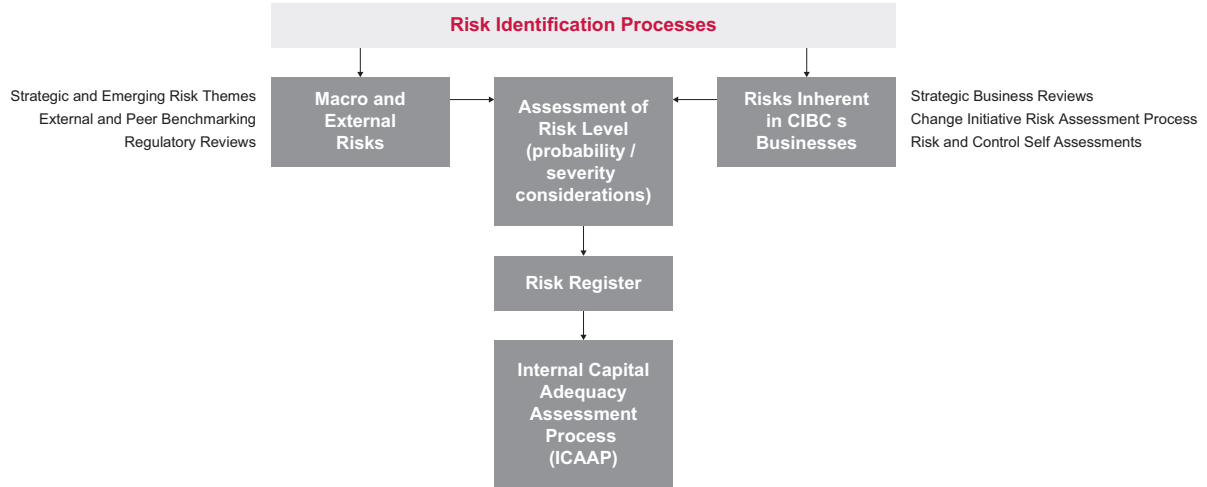 Risk Identification Processes
Strategic and Emerging Risk Themes
External and Peer Benchmarking
Regulatory Reviews
Macro and
External
Risks
Assessment of
Risk Level
(probability /
severity
considerations)
Risks Inherent
in CIBC s
Businesses
Strategic Business Reviews
Change Initiative Risk Assessment Process
Risk and Control Self Assessments
Risk Register
Internal Capital
Adequacy
Assessment
Process
(ICAAP)